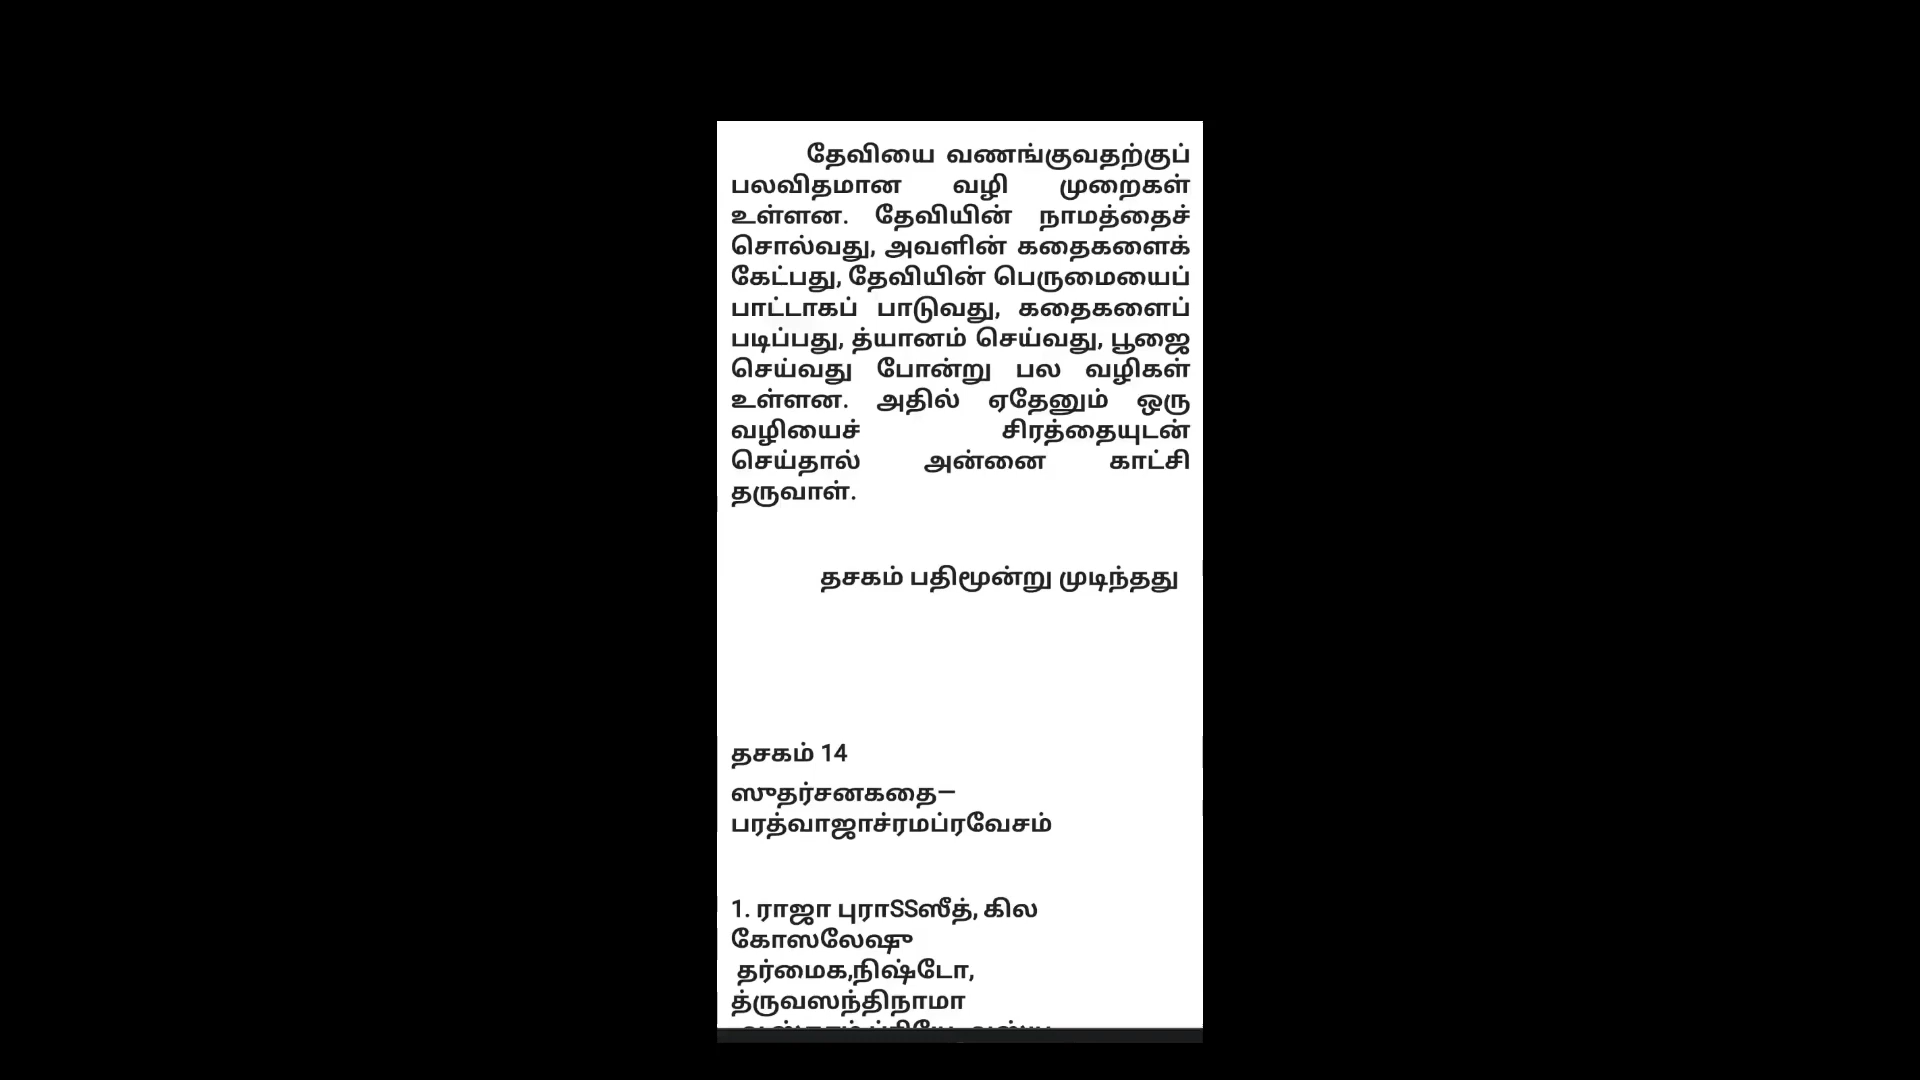 தேவியை வணங்குவதற்குப்
பலவிதமான வழி முறைகள்
உள்ளன. தேவியின் நாமத்தைச்
சொல்வது, அவளின் கதைகளைக்
கேட்பது, தேவியின் பெருமையைப்
பாட்டாகப் பாடுவது, கதைகளைப்
படிப்பது, த்யானம் செய்வது, பூஜை
செய்வது போன்று பல வழிகள்
உள்ளன. அதில் ஏதேனும் ஒரு
வழியைச் சிரத்தையுடன்
செய்தால் அன்னை காட்சி
தருவாள்.
தசகம் பதிமூன்று முடிந்தது
தசகம் 14
ஸுதர்சனகதை—
பரத்வாஜாச்ரமப்ரவேசம்
1. ராஜா புராSSஸீத், கில
கோஸலேஷு
தர்மைக,நிஷ்டோ,
த்ருவஸந்திநாமா